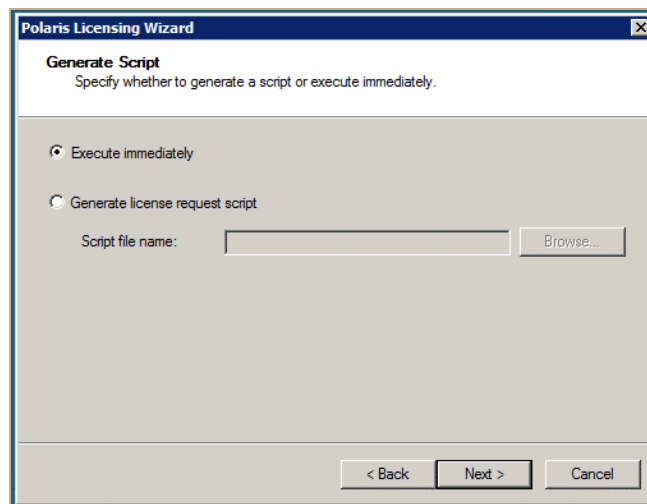 Polaris Licensing Wizard
Generate Script
Specify whether to generate a script or execute immediately.
Execute immediately
Generate license request script
Script file name:
Browse...
< Back
Next >
Cancel